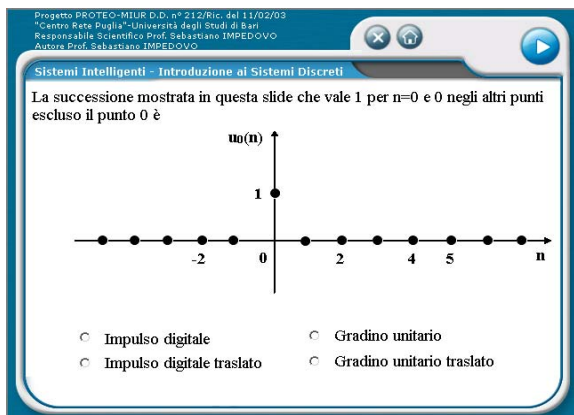 Progetto PROTEO-MIUR D.D. nº 212/Ric. del 11/02/03
"Centro Rete Puglia"-Università degli Studi di Bari
Responsabile Scientifico Prof. Sebastiano IMPEDOVO
Autore Prof. Sebastiano IMPEDOVO
Sistemi Intelligenti - Introduzione ai Sistemi Discreti
La successione mostrata in questa slide che vale 1 per n=0 e 0 negli altri punti
escluso il punto 0 è
u₀(n)
1
-2 0 2 4 5 n
Impulso digitale
Gradino unitario
Impulso digitale traslato
Gradino unitario traslato